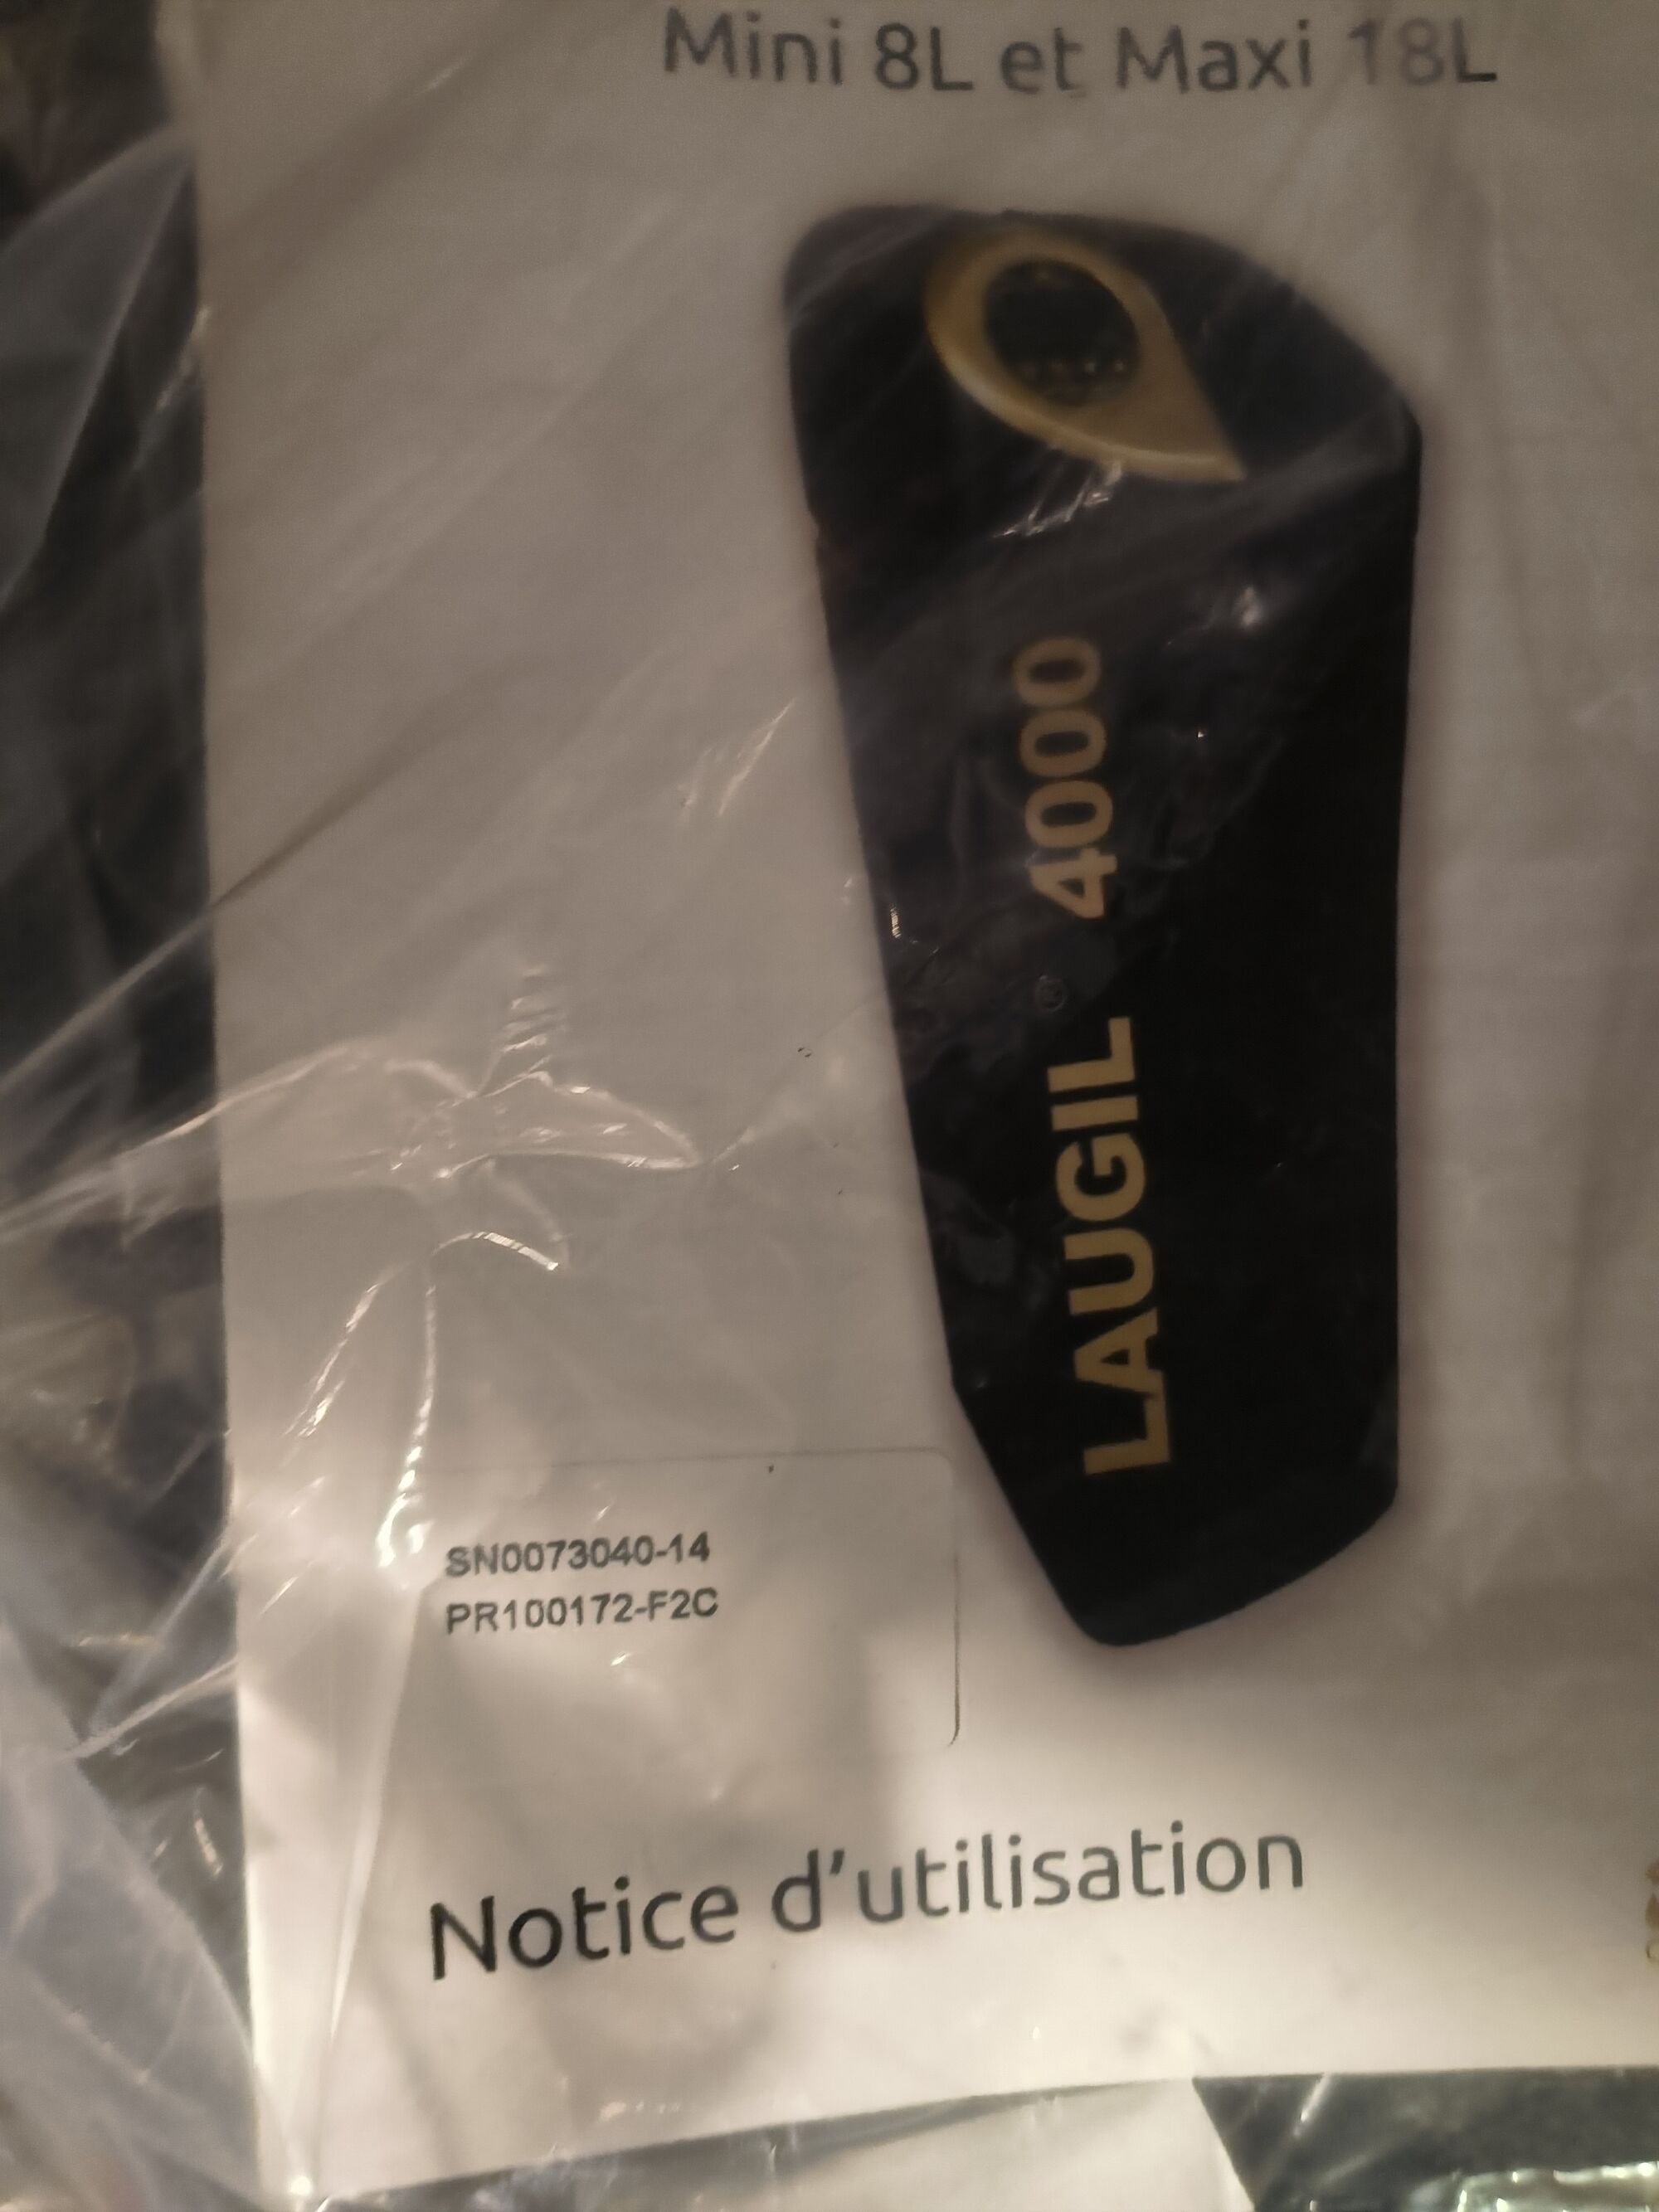 Mini 8L et Maxi 18L
LAUGIL® 4000
SN0073040-14
PR100172-F2C
Notice d'utilisation